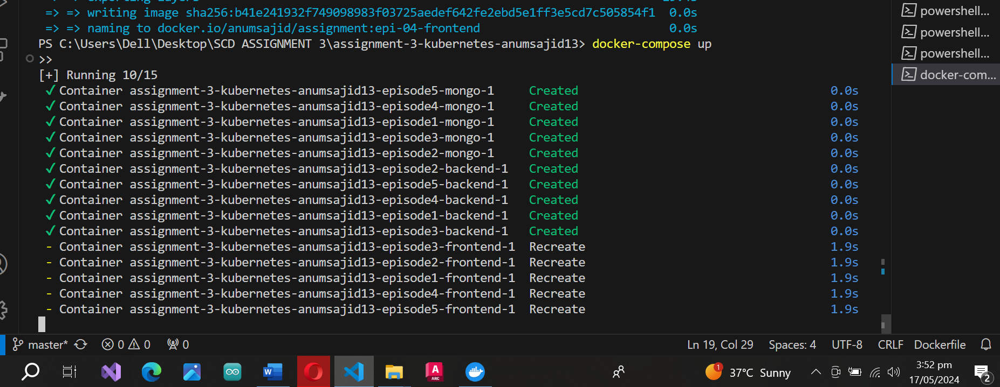 => => exporting layers
=> => writing image sha256:b41e241932f749098983f03725aedef642fe2ebd5e1ff3e5cd7c505854f1 0.0s
=> => naming to docker.io/anumsajid/assignment:epi-04-frontend 0.0s
PS C:\Users\Dell\Desktop\SCD ASSIGNMENT 3\assignment-3-kubernetes-anumsajid13> docker-compose up
>>
[+] Running 10/15
✓ Container assignment-3-kubernetes-anumsajid13-episode5-mongo-1 Created 0.0s
✓ Container assignment-3-kubernetes-anumsajid13-episode4-mongo-1 Created 0.0s
✓ Container assignment-3-kubernetes-anumsajid13-episode1-mongo-1 Created 0.0s
✓ Container assignment-3-kubernetes-anumsajid13-episode3-mongo-1 Created 0.0s
✓ Container assignment-3-kubernetes-anumsajid13-episode2-mongo-1 Created 0.0s
✓ Container assignment-3-kubernetes-anumsajid13-episode2-backend-1 Created 0.0s
✓ Container assignment-3-kubernetes-anumsajid13-episode5-backend-1 Created 0.0s
✓ Container assignment-3-kubernetes-anumsajid13-episode4-backend-1 Created 0.0s
✓ Container assignment-3-kubernetes-anumsajid13-episode1-backend-1 Created 0.0s
✓ Container assignment-3-kubernetes-anumsajid13-episode3-backend-1 Created 0.0s
- Container assignment-3-kubernetes-anumsajid13-episode3-frontend-1 Recreate 1.9s
- Container assignment-3-kubernetes-anumsajid13-episode2-frontend-1 Recreate 1.9s
- Container assignment-3-kubernetes-anumsajid13-episode1-frontend-1 Recreate 1.9s
- Container assignment-3-kubernetes-anumsajid13-episode4-frontend-1 Recreate 1.9s
- Container assignment-3-kubernetes-anumsajid13-episode5-frontend-1 Recreate 1.9s
powershell...
powershell...
powershell...
docker-com...
master* 0 0 0 Ln 19, Col 29 Spaces: 4 UTF-8 CRLF Dockerfile
W A ARC 1 37°C Sunny 3:52 pm
17/05/2024 2